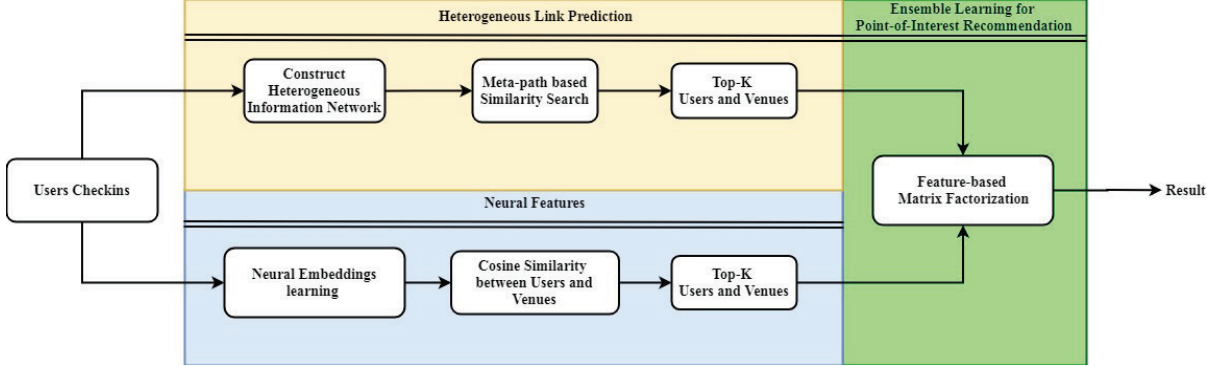 Heterogeneous Link Prediction
Ensemble Learning for
Point-of-Interest Recommendation
Construct
Heterogeneous
Information Network
Meta-path based
Similarity Search
Top-K
Users and Venues
Users Checkins
Feature-based
Matrix Factorization
Result
Neural Features
Neural Embeddings
learning
Cosine Similarity
between Users and
Venues
Top-K
Users and Venues